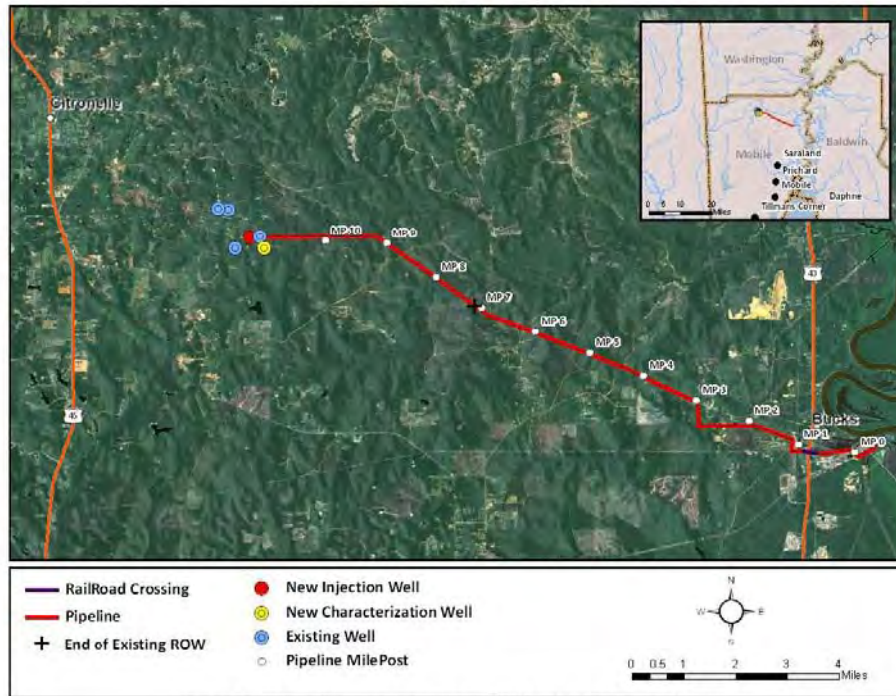 Washington
Baldwin
Mobile
Saraland
Prichard
Mobile
Daphne
Tillmans Corner
0 5 10 20
Miles
Citronelle
MP 10
MP 9
MP 8
MP 7
MP 6
MP 5
MP 4
MP 3
MP 2
MP 1
MP 0
43
45
Bucks
RailRoad Crossing
Pipeline
End of Existing ROW
New Injection Well
New Characterization Well
Existing Well
Pipeline MilePost
N
W E
S
0 0.5 1 2 3 4
Miles